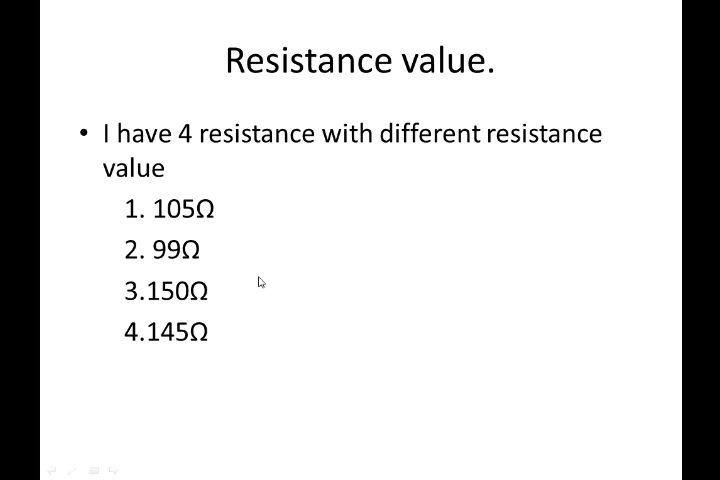 Resistance value.
• I have 4 resistance with different resistance
value
1. 105Ω
2. 99Ω
3.150Ω
4.145Ω